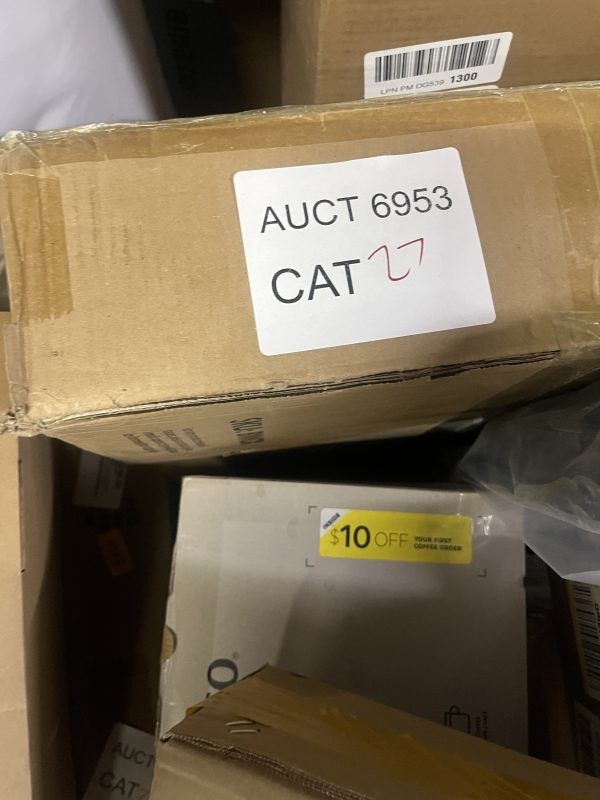 LPN PM DG539 1300
AUCT 6953
CAT 27
INSIDE
$10 OFF YOUR FIRST
COFFEE ORDER
AUCT
CAT